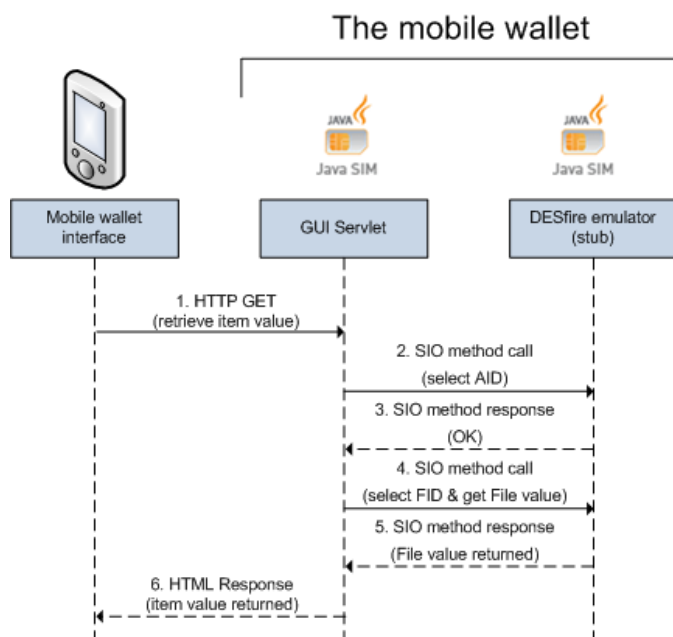 The mobile wallet
JAVA
Java SIM
JAVA
Java SIM
Mobile wallet
interface
GUI Servlet
DESfire emulator
(stub)
1. HTTP GET
(retrieve item value)
2. SIO method call
(select AID)
3. SIO method response
(OK)
4. SIO method call
(select FID & get File value)
5. SIO method response
(File value returned)
6. HTML Response
(item value returned)